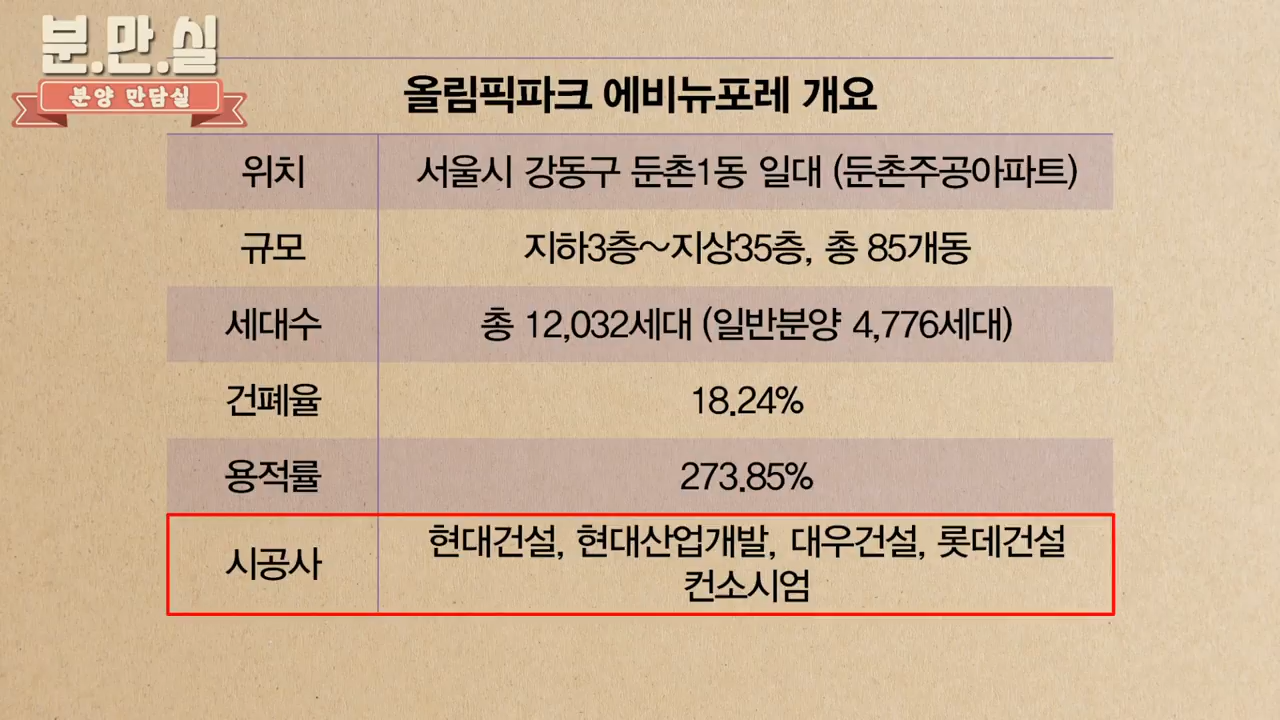 분.만.실
분양 만담실
올림픽파크 에비뉴포레 개요
위치 서울시 강동구 둔촌1동 일대 (둔촌주공아파트)
규모 지하3층~지상35층, 총 85개동
세대수 총 12,032세대 (일반분양 4,776세대)
건폐율 18.24%
용적률 273.85%
시공사 현대건설, 현대산업개발, 대우건설, 롯데건설
컨소시엄